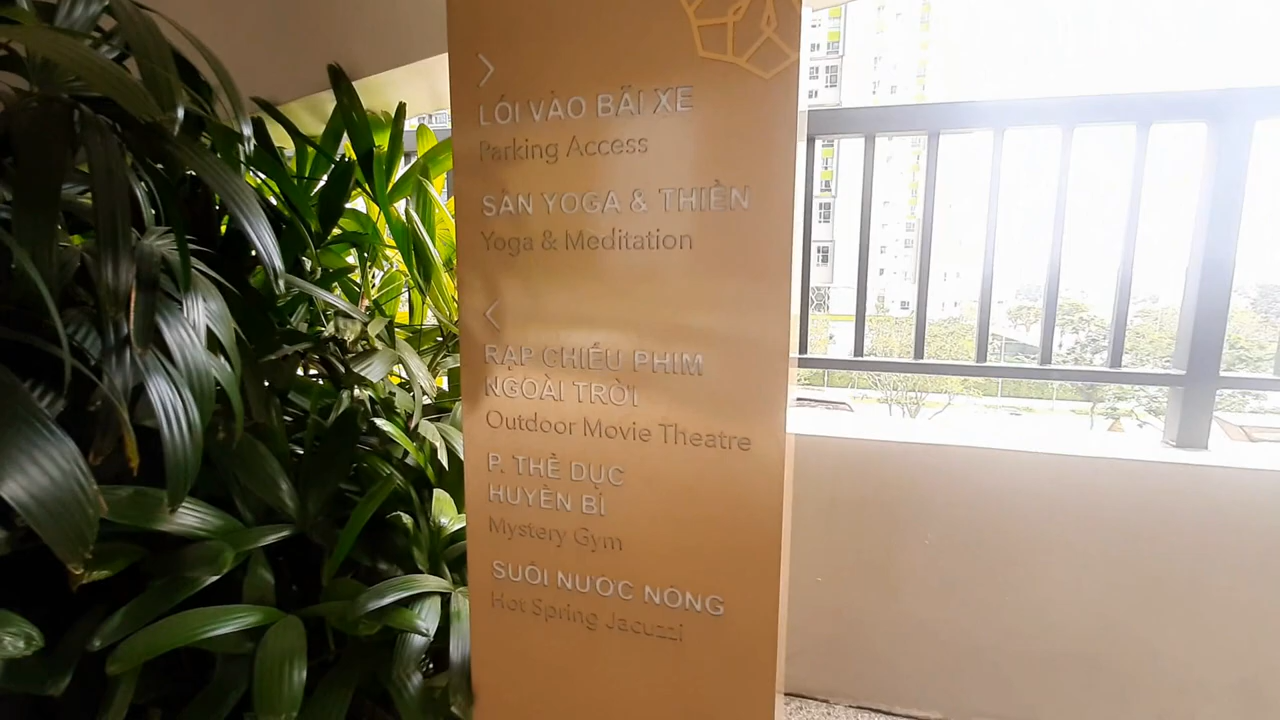 LỐI VÀO BÃI XE
Parking Access
SÂN YOGA & THIỀN
Yoga & Meditation
RẠP CHIẾU PHIM
NGOÀI TRỜI
Outdoor Movie Theatre
P. THỂ DỤC
HUYỀN BÍ
Mystery Gym
SUỐI NƯỚC NÓNG
Hot Spring Jacuzzi